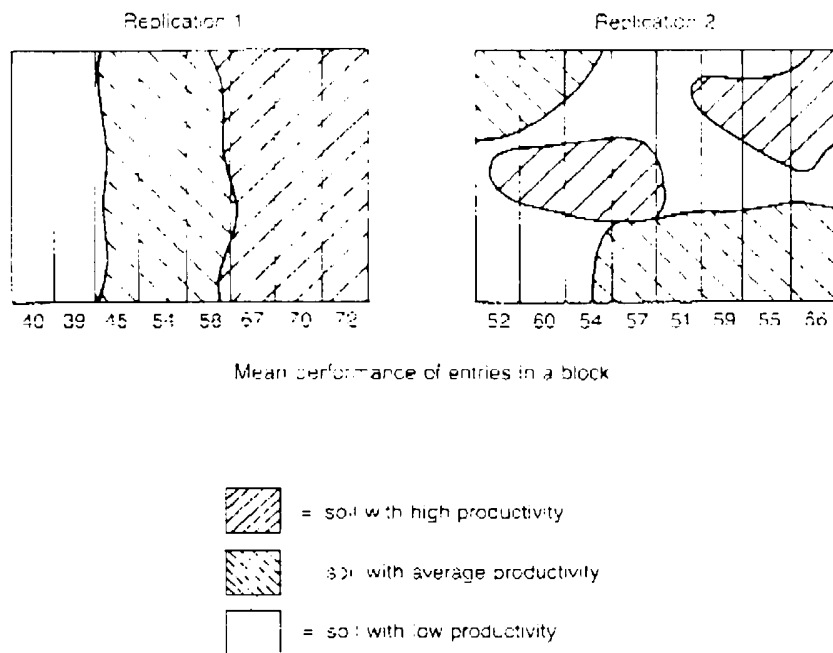 Replication 1 Replication 2
40 39 45 54 58 67 70 72 52 60 54 57 51 59 55 66
Mean performance of entries in a block
= soil with high productivity
soil with average productivity
= soil with low productivity